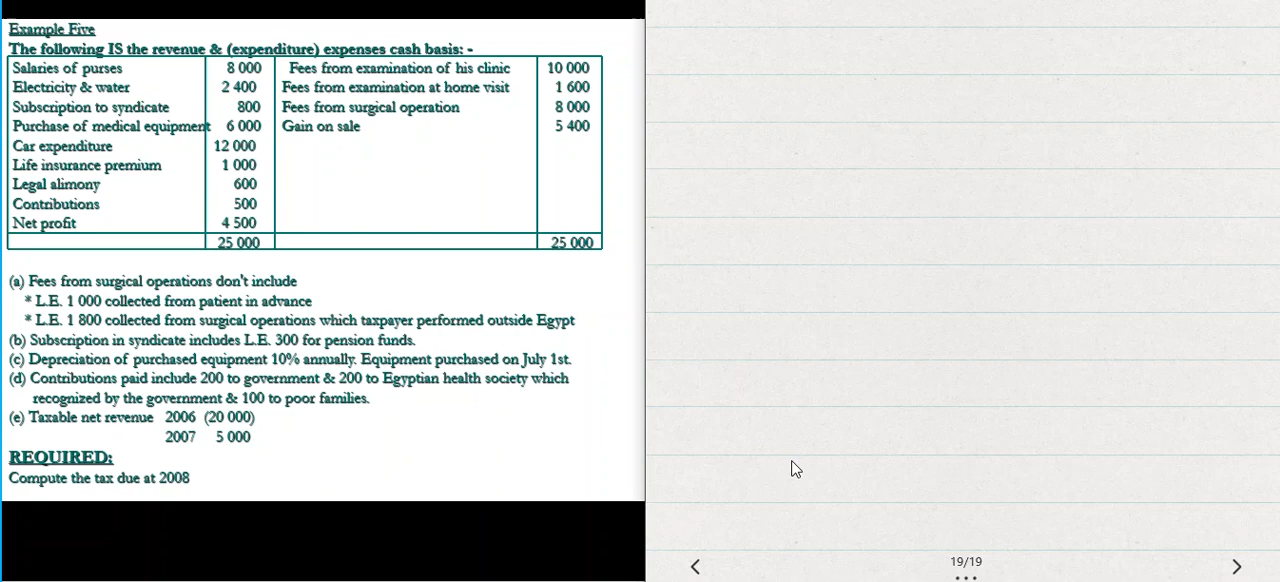 Example Five
The following IS the revenue & (expenditure) expenses cash basis: -
Salaries of purses 8 000 Fees from examination of his clinic 10 000
Electricity & water 2 400 Fees from examination at home visit 1 600
Subscription to syndicate 800 Fees from surgical operation 8 000
Purchase of medical equipment 6 000 Gain on sale 5 400
Car expenditure 12 000
Life insurance premium 1 000
Legal alimony 600
Contributions 500
Net profit 4 500
25 000 25 000
(a) Fees from surgical operations don't include
* L.E. 1 000 collected from patient in advance
* L.E. 1 800 collected from surgical operations which taxpayer performed outside Egypt
(b) Subscription in syndicate includes L.E. 300 for pension funds.
(c) Depreciation of purchased equipment 10% annually. Equipment purchased on July 1st.
(d) Contributions paid include 200 to government & 200 to Egyptian health society which
recognized by the government & 100 to poor families.
(e) Taxable net revenue 2006 (20 000)
2007 5 000
REQUIRED:
Compute the tax due at 2008
19/19